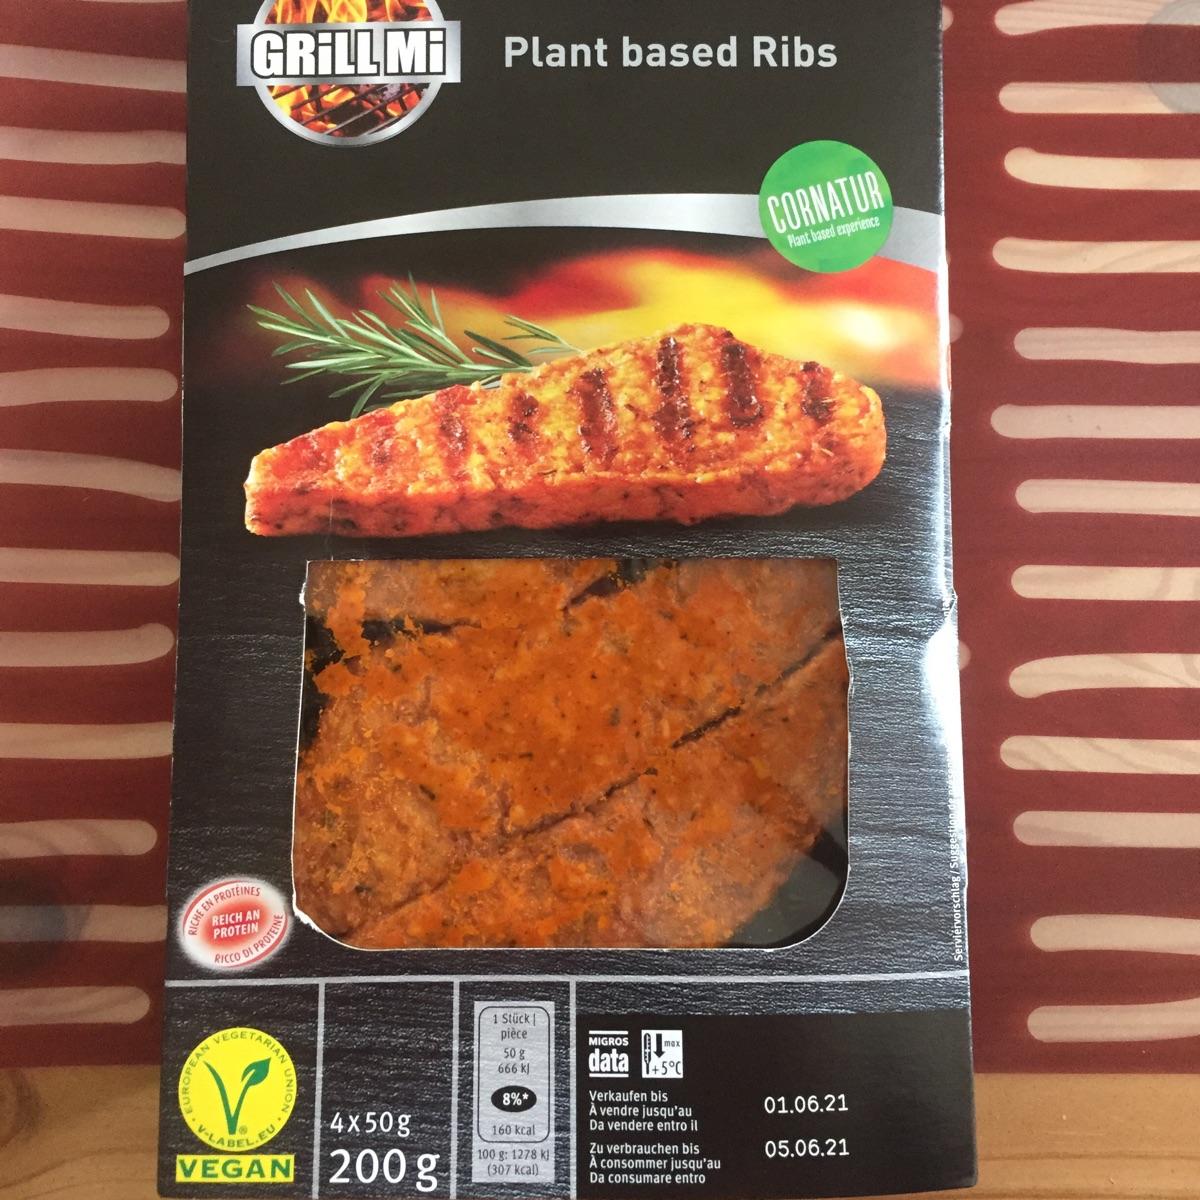 GRiLL Mi
Plant based Ribs
CORNATUR
Plant based experience
RICHE EN PROTÉINES
REICH AN
PROTEIN
RICCO DI PROTEINE
Serviervorschlag / Suggestion
EUROPEAN VEGETARIAN UNION
V-LABEL.EU
®
VEGAN
4x50g
200g
1 Stück |
pièce
50 g
666 kJ
8%*
160 kcal
100 g: 1278 kJ
(307 kcal)
MIGROS
data
max
+5°C
Verkaufen bis
À vendre jusqu'au
Da vendere entro il
01.06.21
Zu verbrauchen bis
À consommer jusqu'au
Da consumare entro
05.06.21